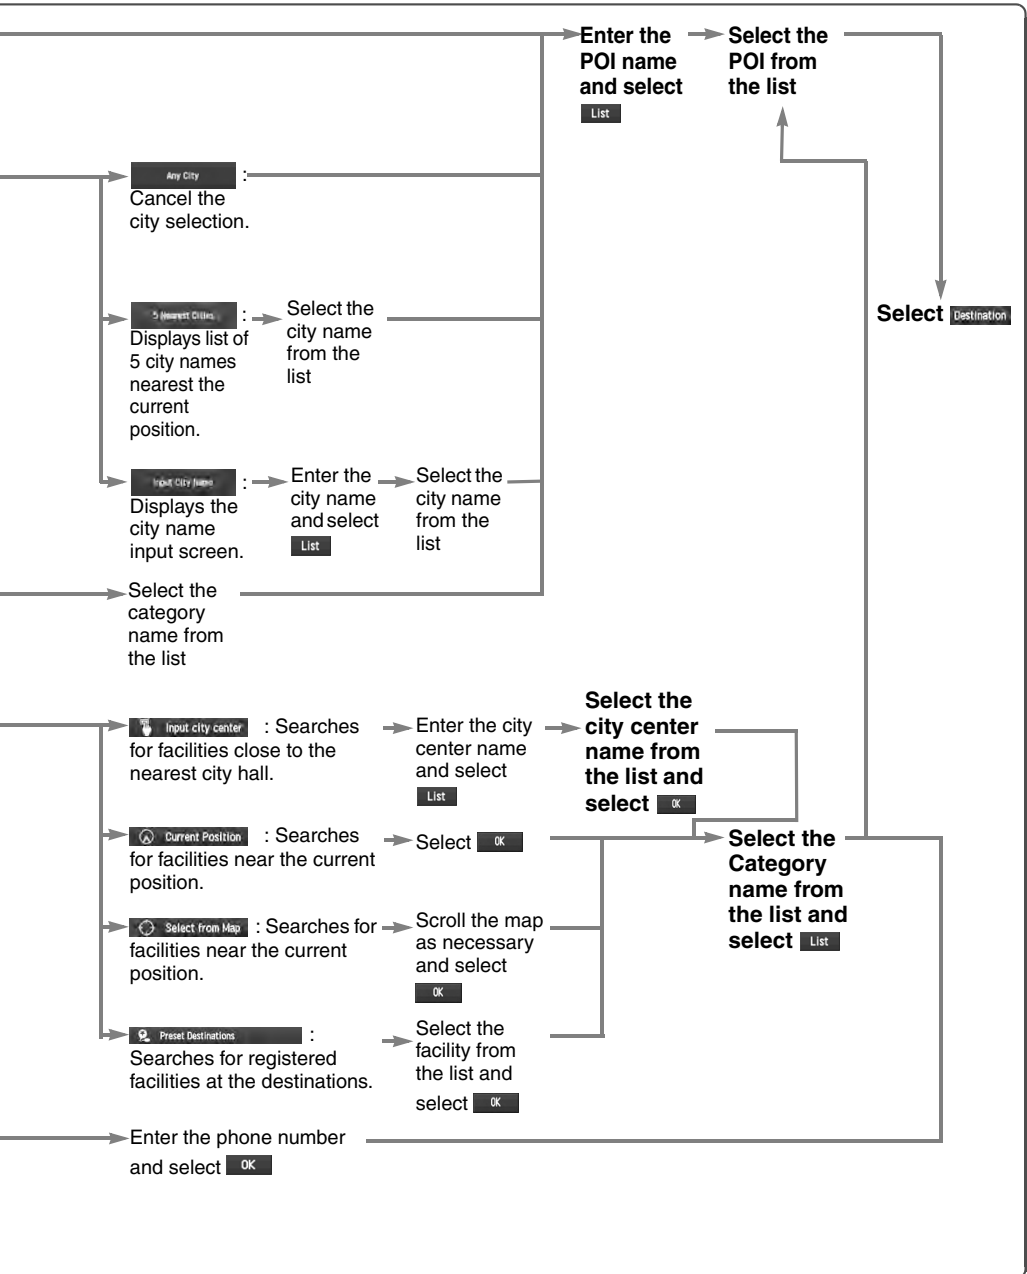 Enter the
POI name
and select
List
Select the
POI from
the list
Any City :
Cancel the
city selection.
5 Nearest Cities :
Displays list of
5 city names
nearest the
current
position.
Select the
city name
from the
list
Select Destination
Input City Name :
Displays the
city name
input screen.
Enter the
city name
and select
List
Select the
city name
from the
list
Select the
category
name from
the list
Input city center : Searches
for facilities close to the
nearest city hall.
Enter the city
center name
and select
List
Select the
city center
name from
the list and
select OK
Current Position : Searches
for facilities near the current
position.
Select OK
Select the
Category
name from
the list and
select List
Select from Map : Searches for
facilities near the current
position.
Scroll the map
as necessary
and select
OK
Preset Destinations :
Searches for registered
facilities at the destinations.
Select the
facility from
the list and
select OK
Enter the phone number
and select OK